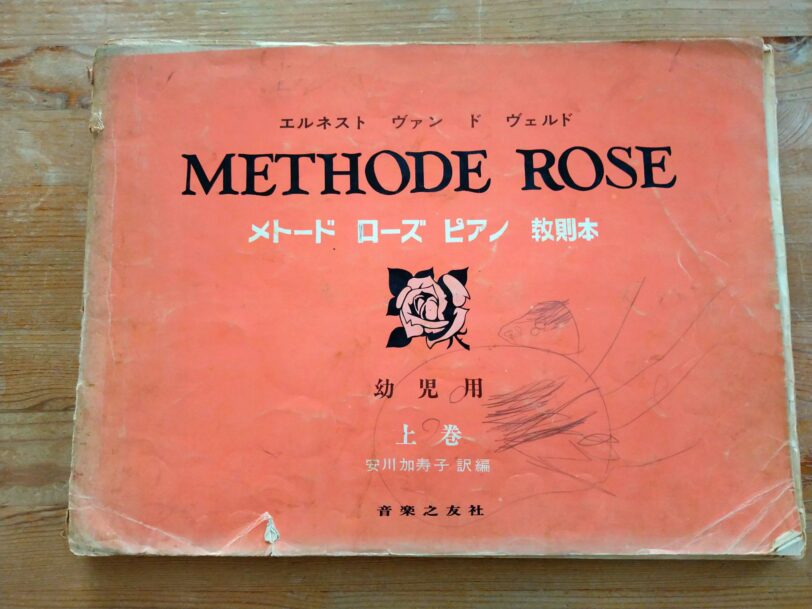 エルネスト ヴァン ド ヴェルド
METHODE ROSE
メトード ローズ ピアノ 教則本
幼児用
上巻
安川加寿子 訳編
音楽之友社